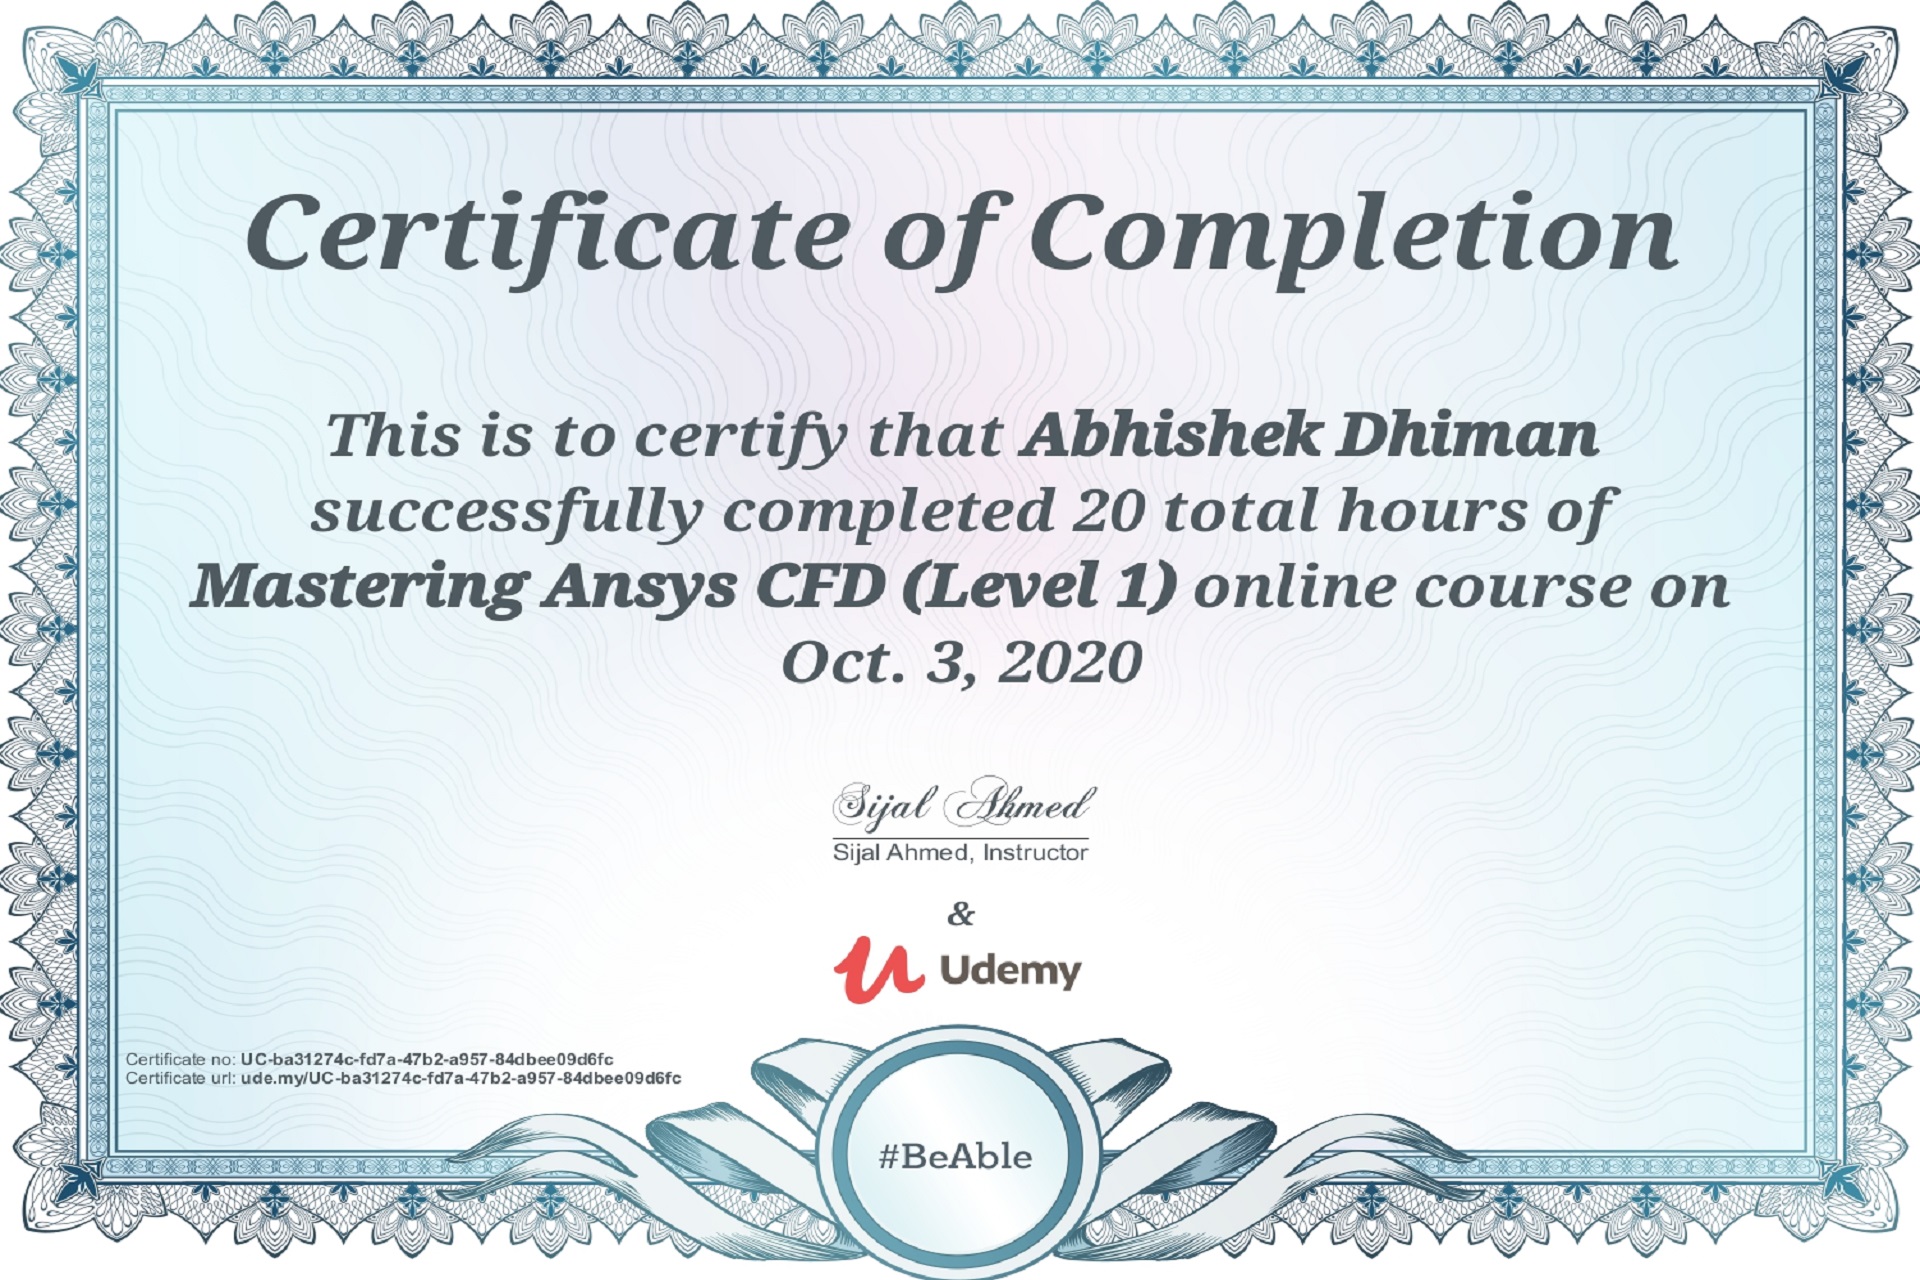 Certificate of Completion
This is to certify that Abhishek Dhiman
successfully completed 20 total hours of
Mastering Ansys CFD (Level 1) online course on
Oct. 3, 2020
Sijal Ahmed
Sijal Ahmed, Instructor
&
Udemy
Certificate no: UC-ba31274c-fd7a-47b2-a957-84dbee09d6fc
Certificate url: ude.my/UC-ba31274c-fd7a-47b2-a957-84dbee09d6fc
#BeAble